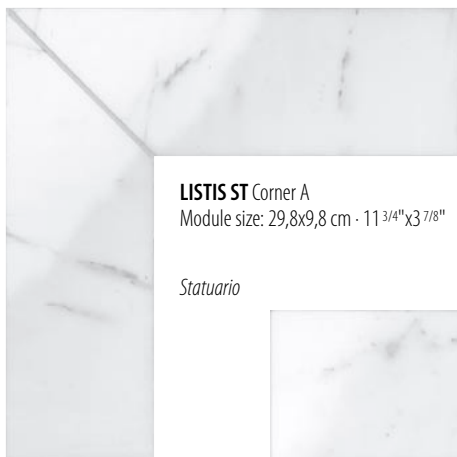 LISTIS ST Corner A
Module size: 29,8x9,8 cm · 11 3/4"x3 7/8"
Statuario